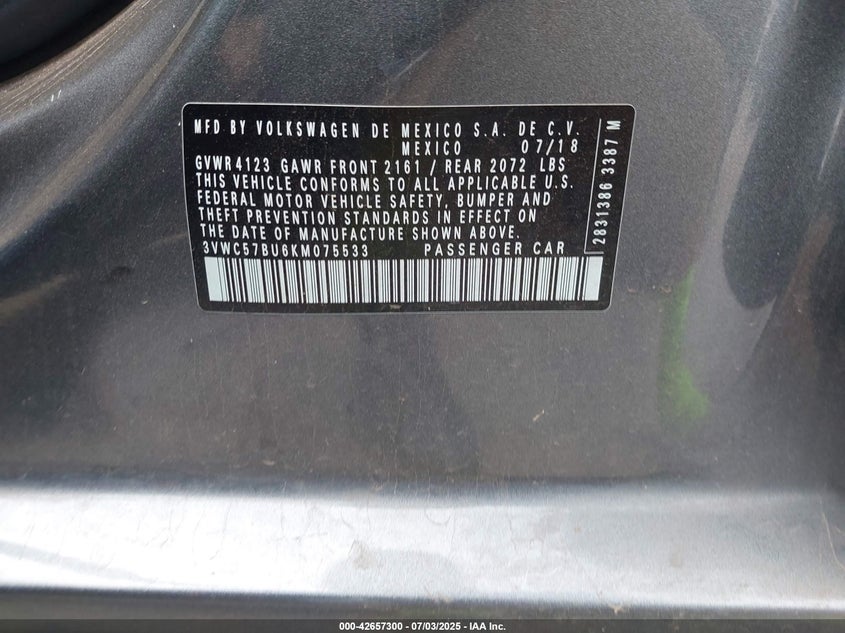 MFD BY VOLKSWAGEN DE MEXICO S.A. DE C.V.
MEXICO 07/18
GVWR 4123 GAWR FRONT 2161 / REAR 2072 LBS
THIS VEHICLE CONFORMS TO ALL APPLICABLE U.S.
FEDERAL MOTOR VEHICLE SAFETY, BUMPER AND
THEFT PREVENTION STANDARDS IN EFFECT ON
THE DATE OF MANUFACTURE SHOWN ABOVE.
3VWC57BU6KM075533 PASSENGER CAR
2831386 3387 M
000-42657300 - 07/03/2025 - IAA Inc.